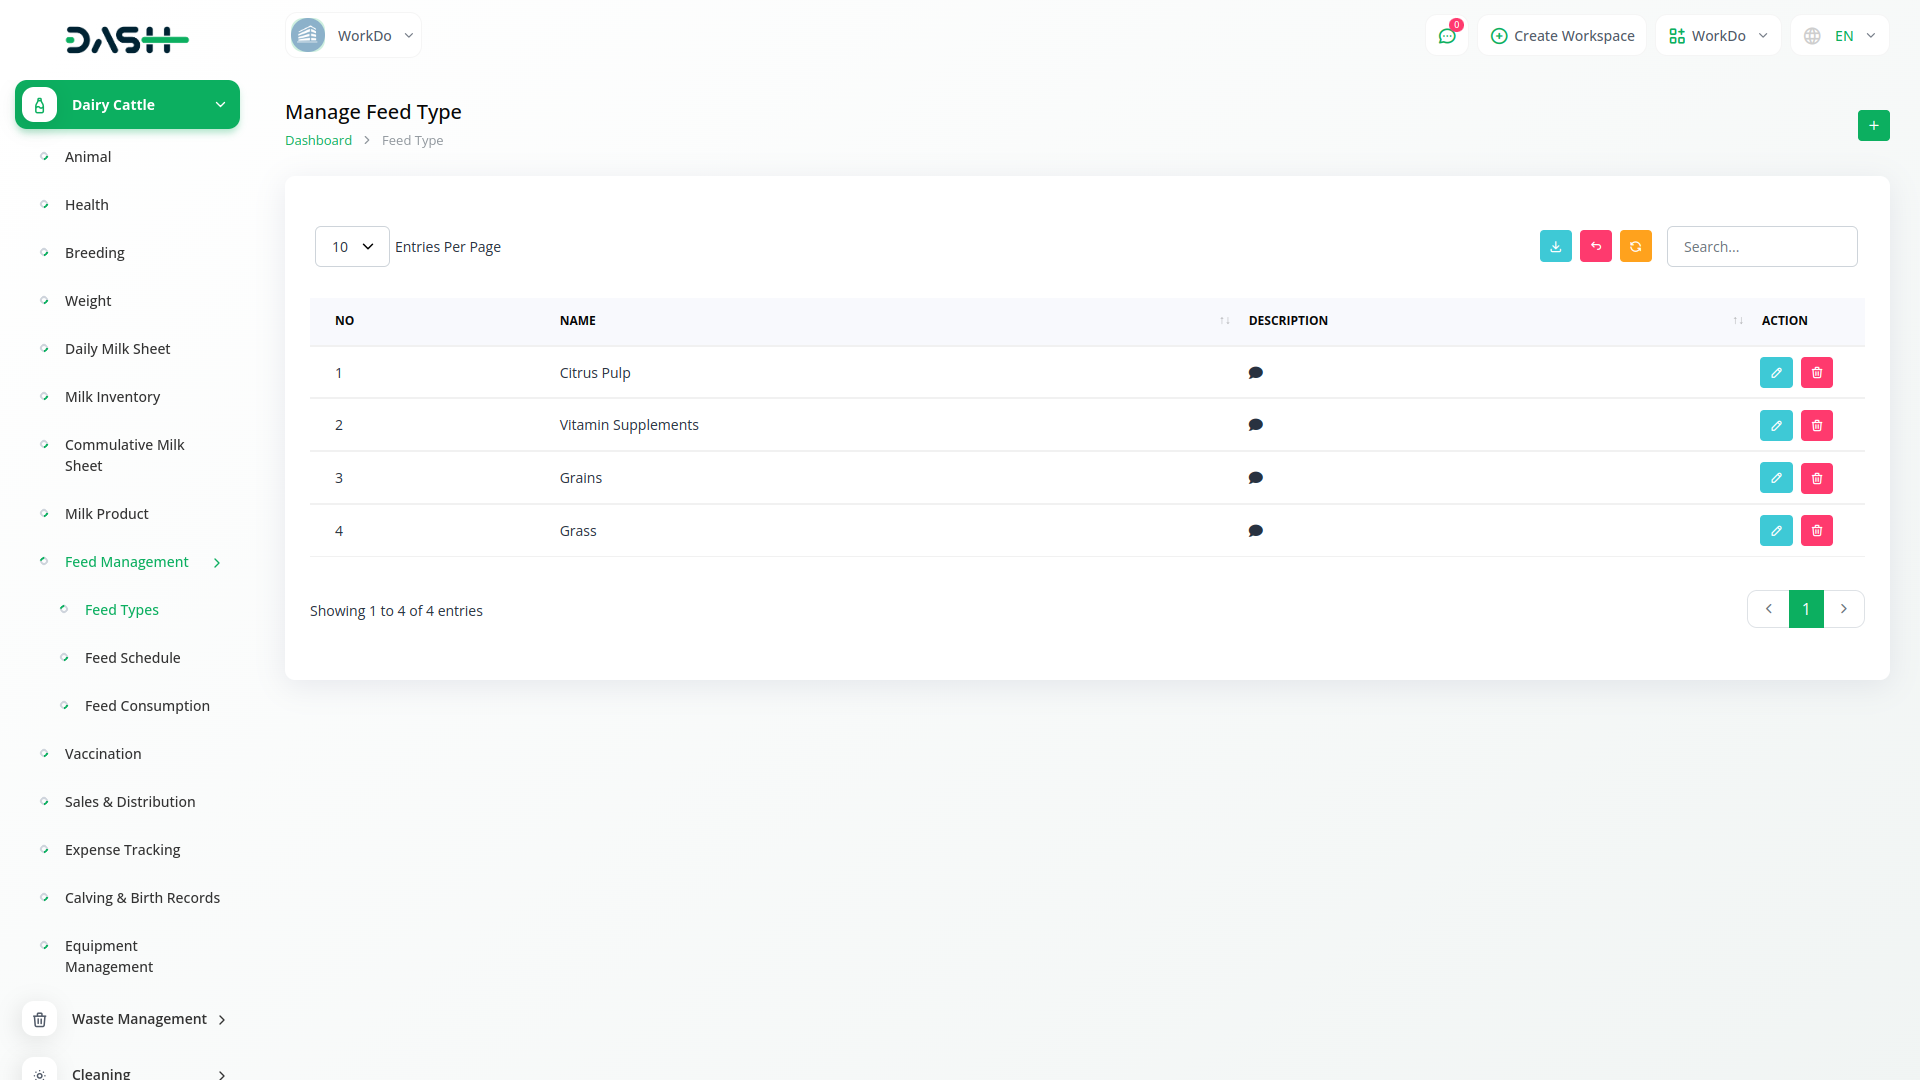 DASH
WorkDo
0
Create Workspace
WorkDo
EN
Dairy Cattle
Animal
Health
Breeding
Weight
Daily Milk Sheet
Milk Inventory
Commulative Milk
Sheet
Milk Product
Feed Management
Feed Types
Feed Schedule
Feed Consumption
Vaccination
Sales & Distribution
Expense Tracking
Calving & Birth Records
Equipment
Management
Waste Management
Cleaning
Manage Feed Type
Dashboard > Feed Type
10 Entries Per Page
Search...
NO NAME DESCRIPTION ACTION
1 Citrus Pulp
2 Vitamin Supplements
3 Grains
4 Grass
Showing 1 to 4 of 4 entries
1